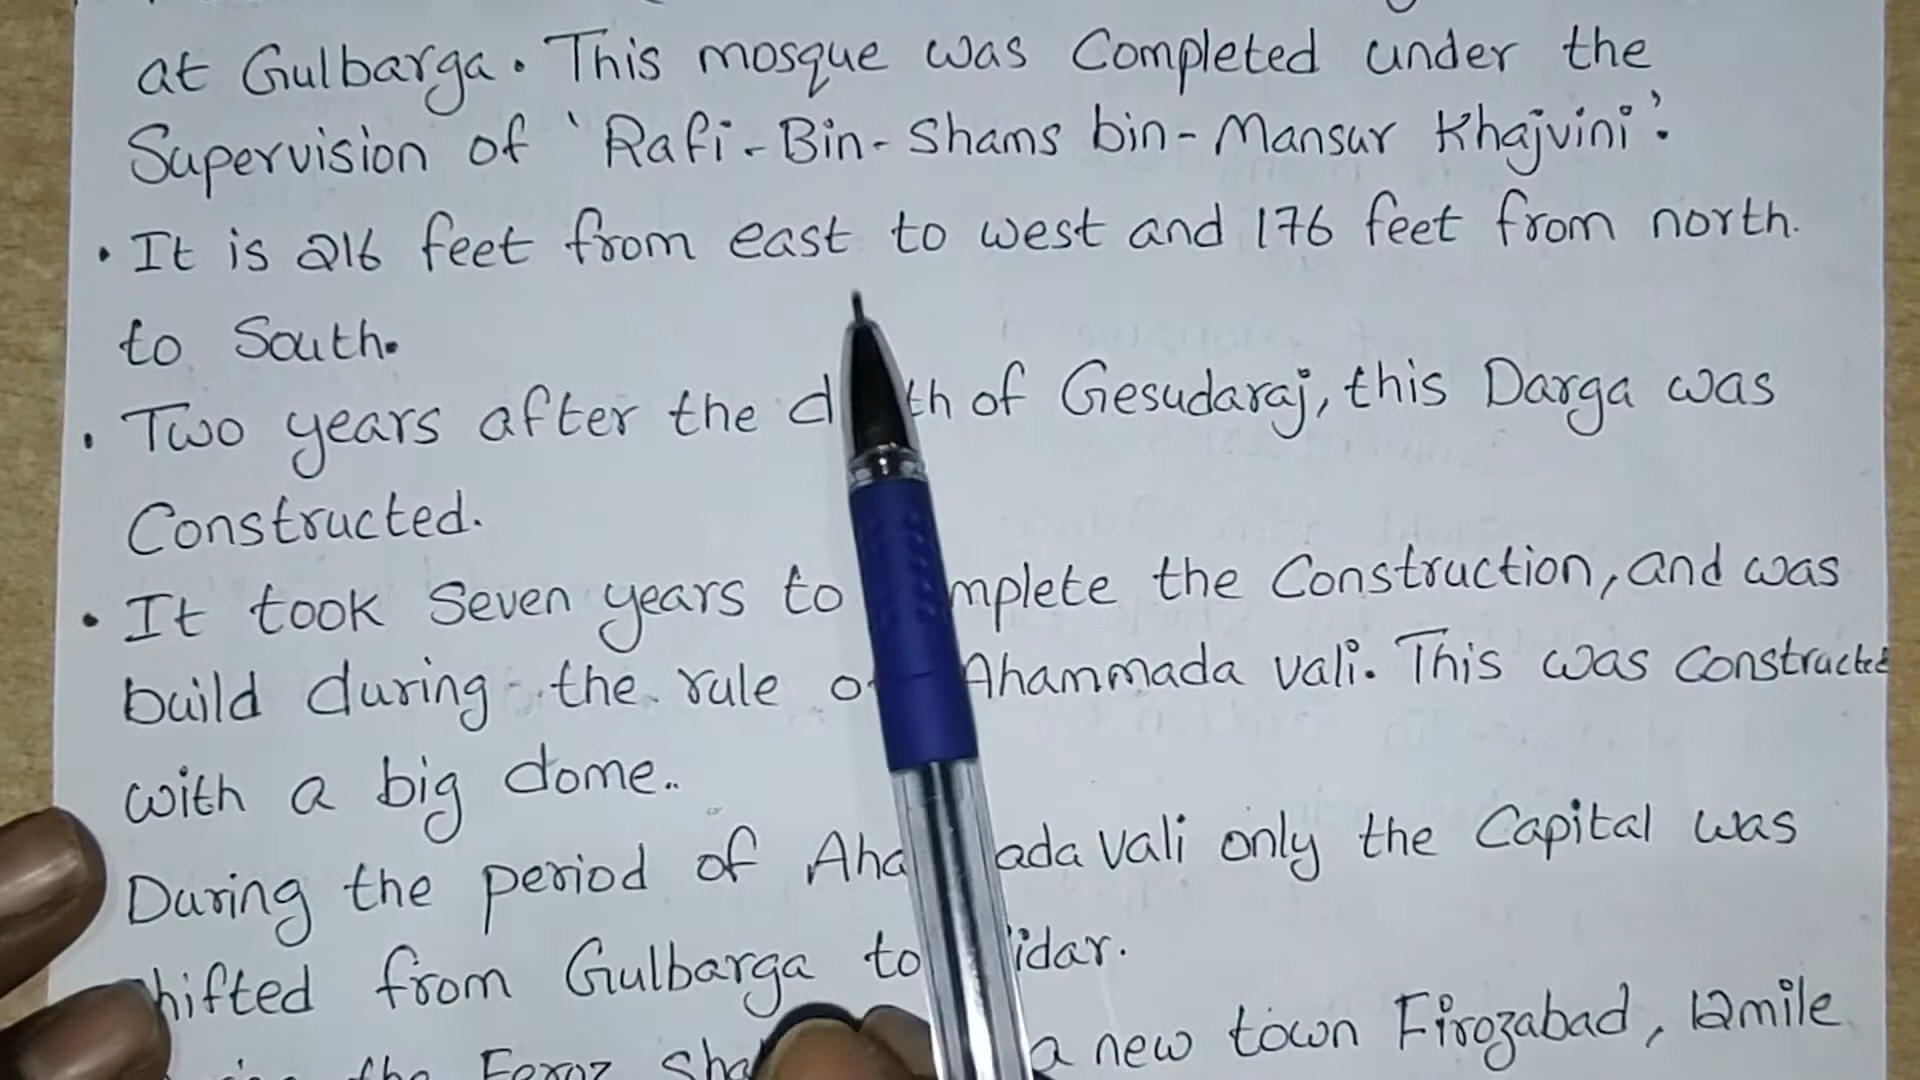 at Gulbarga. This mosque was Completed under the
Supervision of 'Rafi-Bin-Shams bin-Mansur Khajvini'.
• It is 216 feet from east to west and 176 feet from north
to South.
• Two years after the d th of Gesudaraj, this Darga was
Constructed.
• It took Seven years to mplete the Construction, and was
build during the rule o Ahammada vali. This was constructed
with a big dome.
During the period of Aha ada vali only the Capital was
hifted from Gulbarga to idar.
the Feroz Sha a new town Firozabad, 12mile